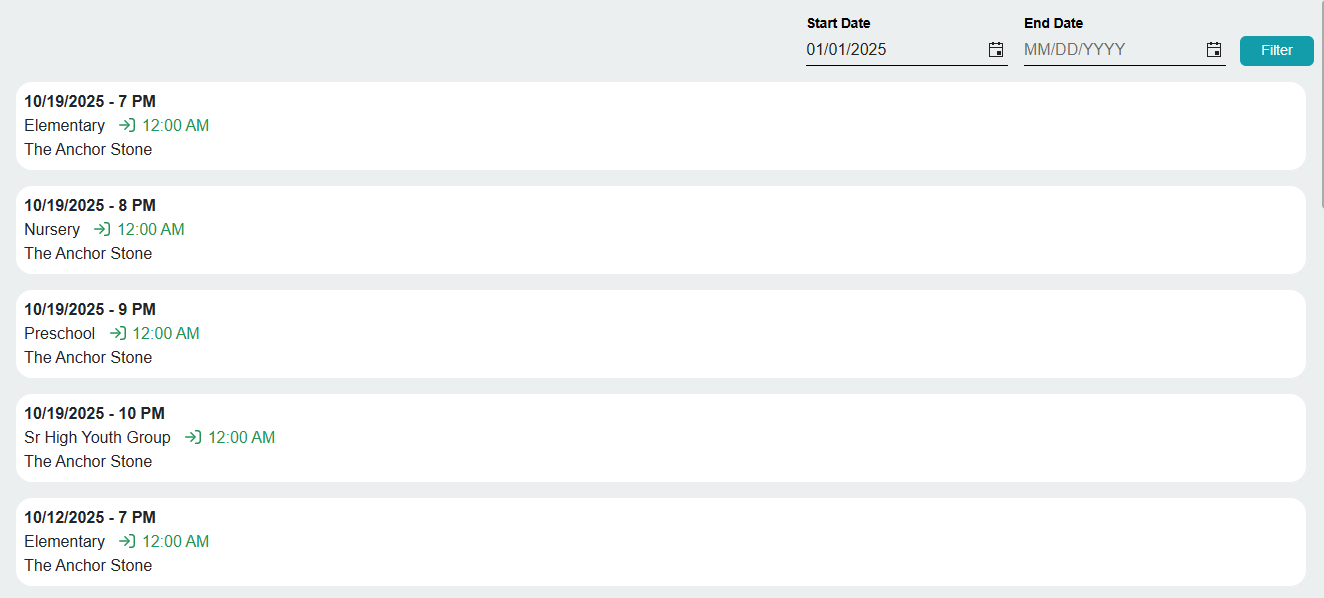 Start Date
End Date
01/01/2025
MM/DD/YYYY
Filter
10/19/2025 - 7 PM
Elementary 12:00 AM
The Anchor Stone
10/19/2025 - 8 PM
Nursery 12:00 AM
The Anchor Stone
10/19/2025 - 9 PM
Preschool 12:00 AM
The Anchor Stone
10/19/2025 - 10 PM
Sr High Youth Group 12:00 AM
The Anchor Stone
10/12/2025 - 7 PM
Elementary 12:00 AM
The Anchor Stone